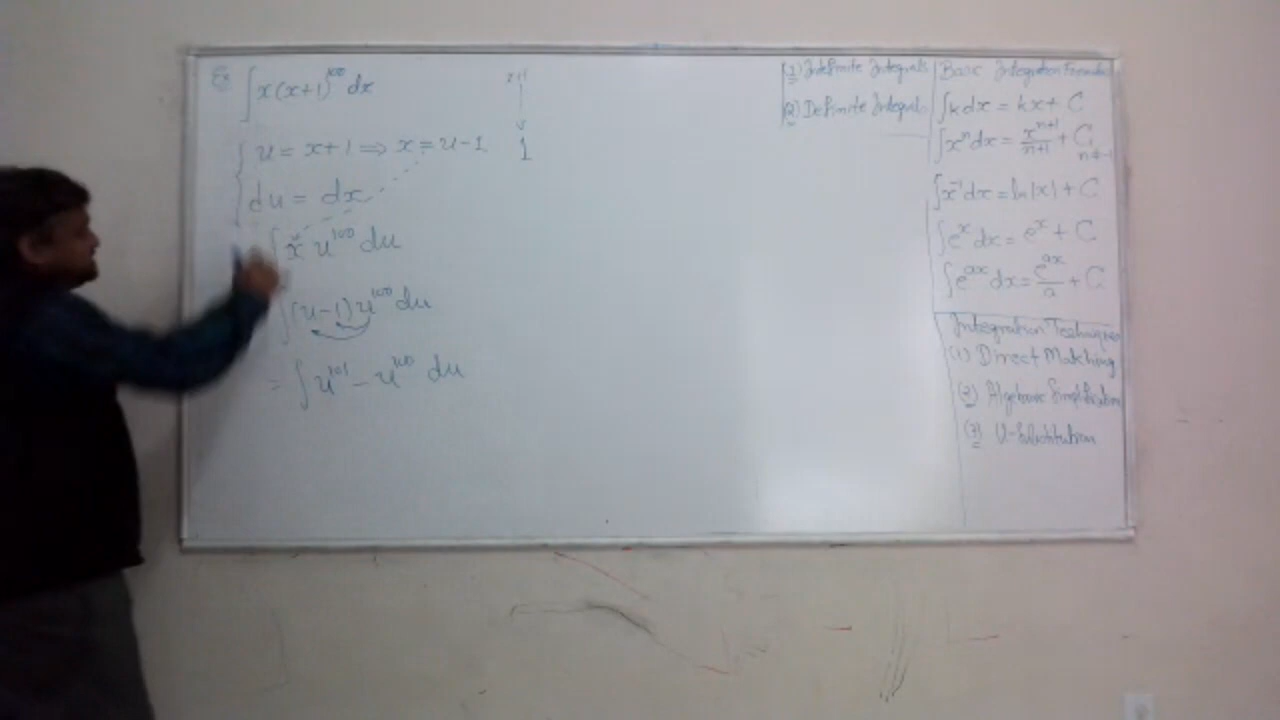 Ex ∫x(x+1)^100 dx
x+1
u = x+1 ⇒ x = u-1
1
du = dx
∫x u^100 du
∫(u-1)u^100 du
= ∫u^101 - u^100 du
(1) Indefinite Integrals
(2) Definite Integrals
Basic Integration Formulas
∫k dx = kx + C
∫x^n dx = x^(n+1)/(n+1) + C, n≠-1
∫x^-1 dx = ln|x| + C
∫e^x dx = e^x + C
∫e^ax dx = e^ax/a + C
Integration Techniques
(1) Direct Matching
(2) Algebraic Simplification
(3) U-Substitution